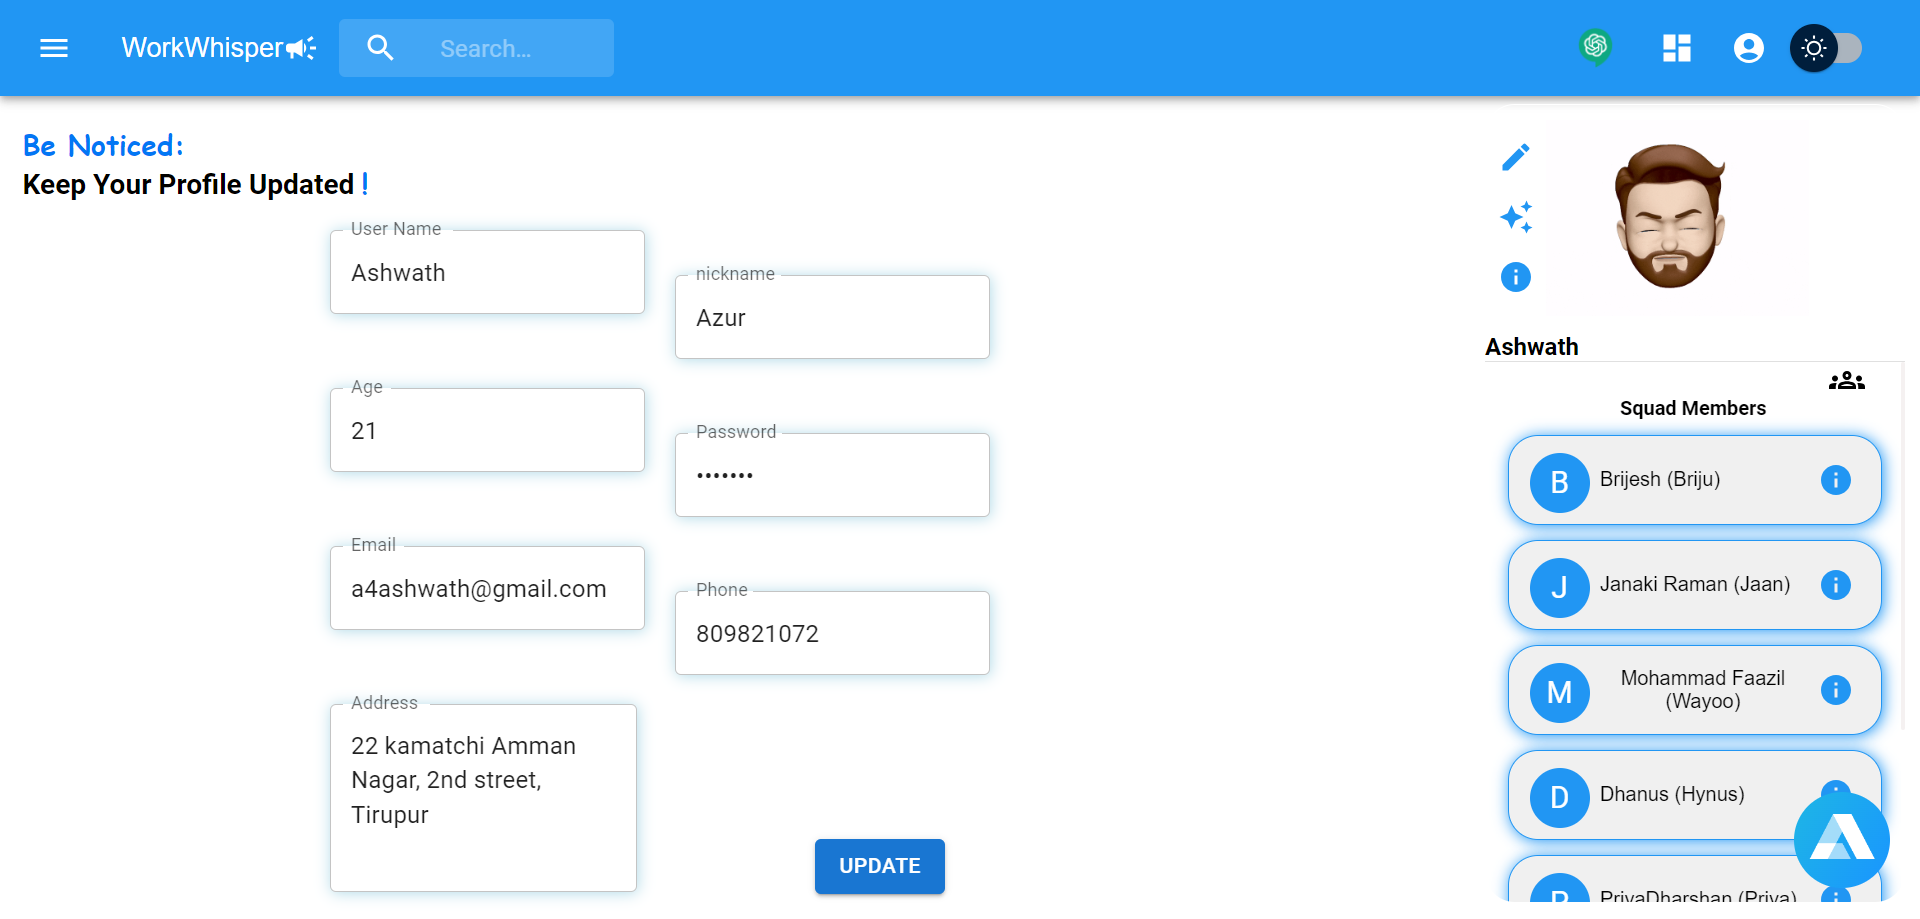 WorkWhisper
Search...
Be Noticed:
Keep Your Profile Updated !
User Name
Ashwath
nickname
Azur
Age
21
Password
•••••••
Email
a4ashwath@gmail.com
Phone
809821072
Address
22 kamatchi Amman
Nagar, 2nd street,
Tirupur
UPDATE
Ashwath
Squad Members
B
Brijesh (Briju)
J
Janaki Raman (Jaan)
M
Mohammad Faazil
(Wayoo)
D
Dhanus (Hynus)
P
PriyaDharshan (Priya)